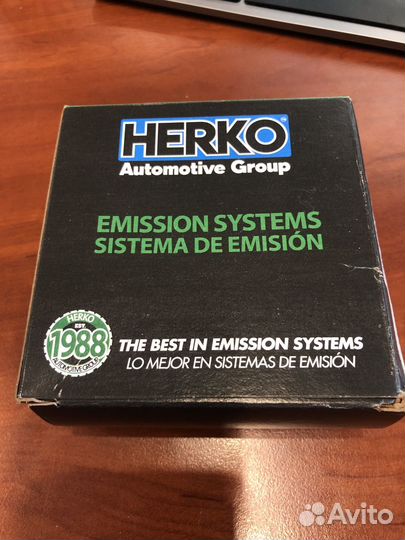 HERKO
Automotive Group
EMISSION SYSTEMS
SISTEMA DE EMISIÓN
HERKO
EST
1988
AUTOMOTIVE GROUP
THE BEST IN EMISSION SYSTEMS
LO MEJOR EN SISTEMAS DE EMISIÓN
Avito